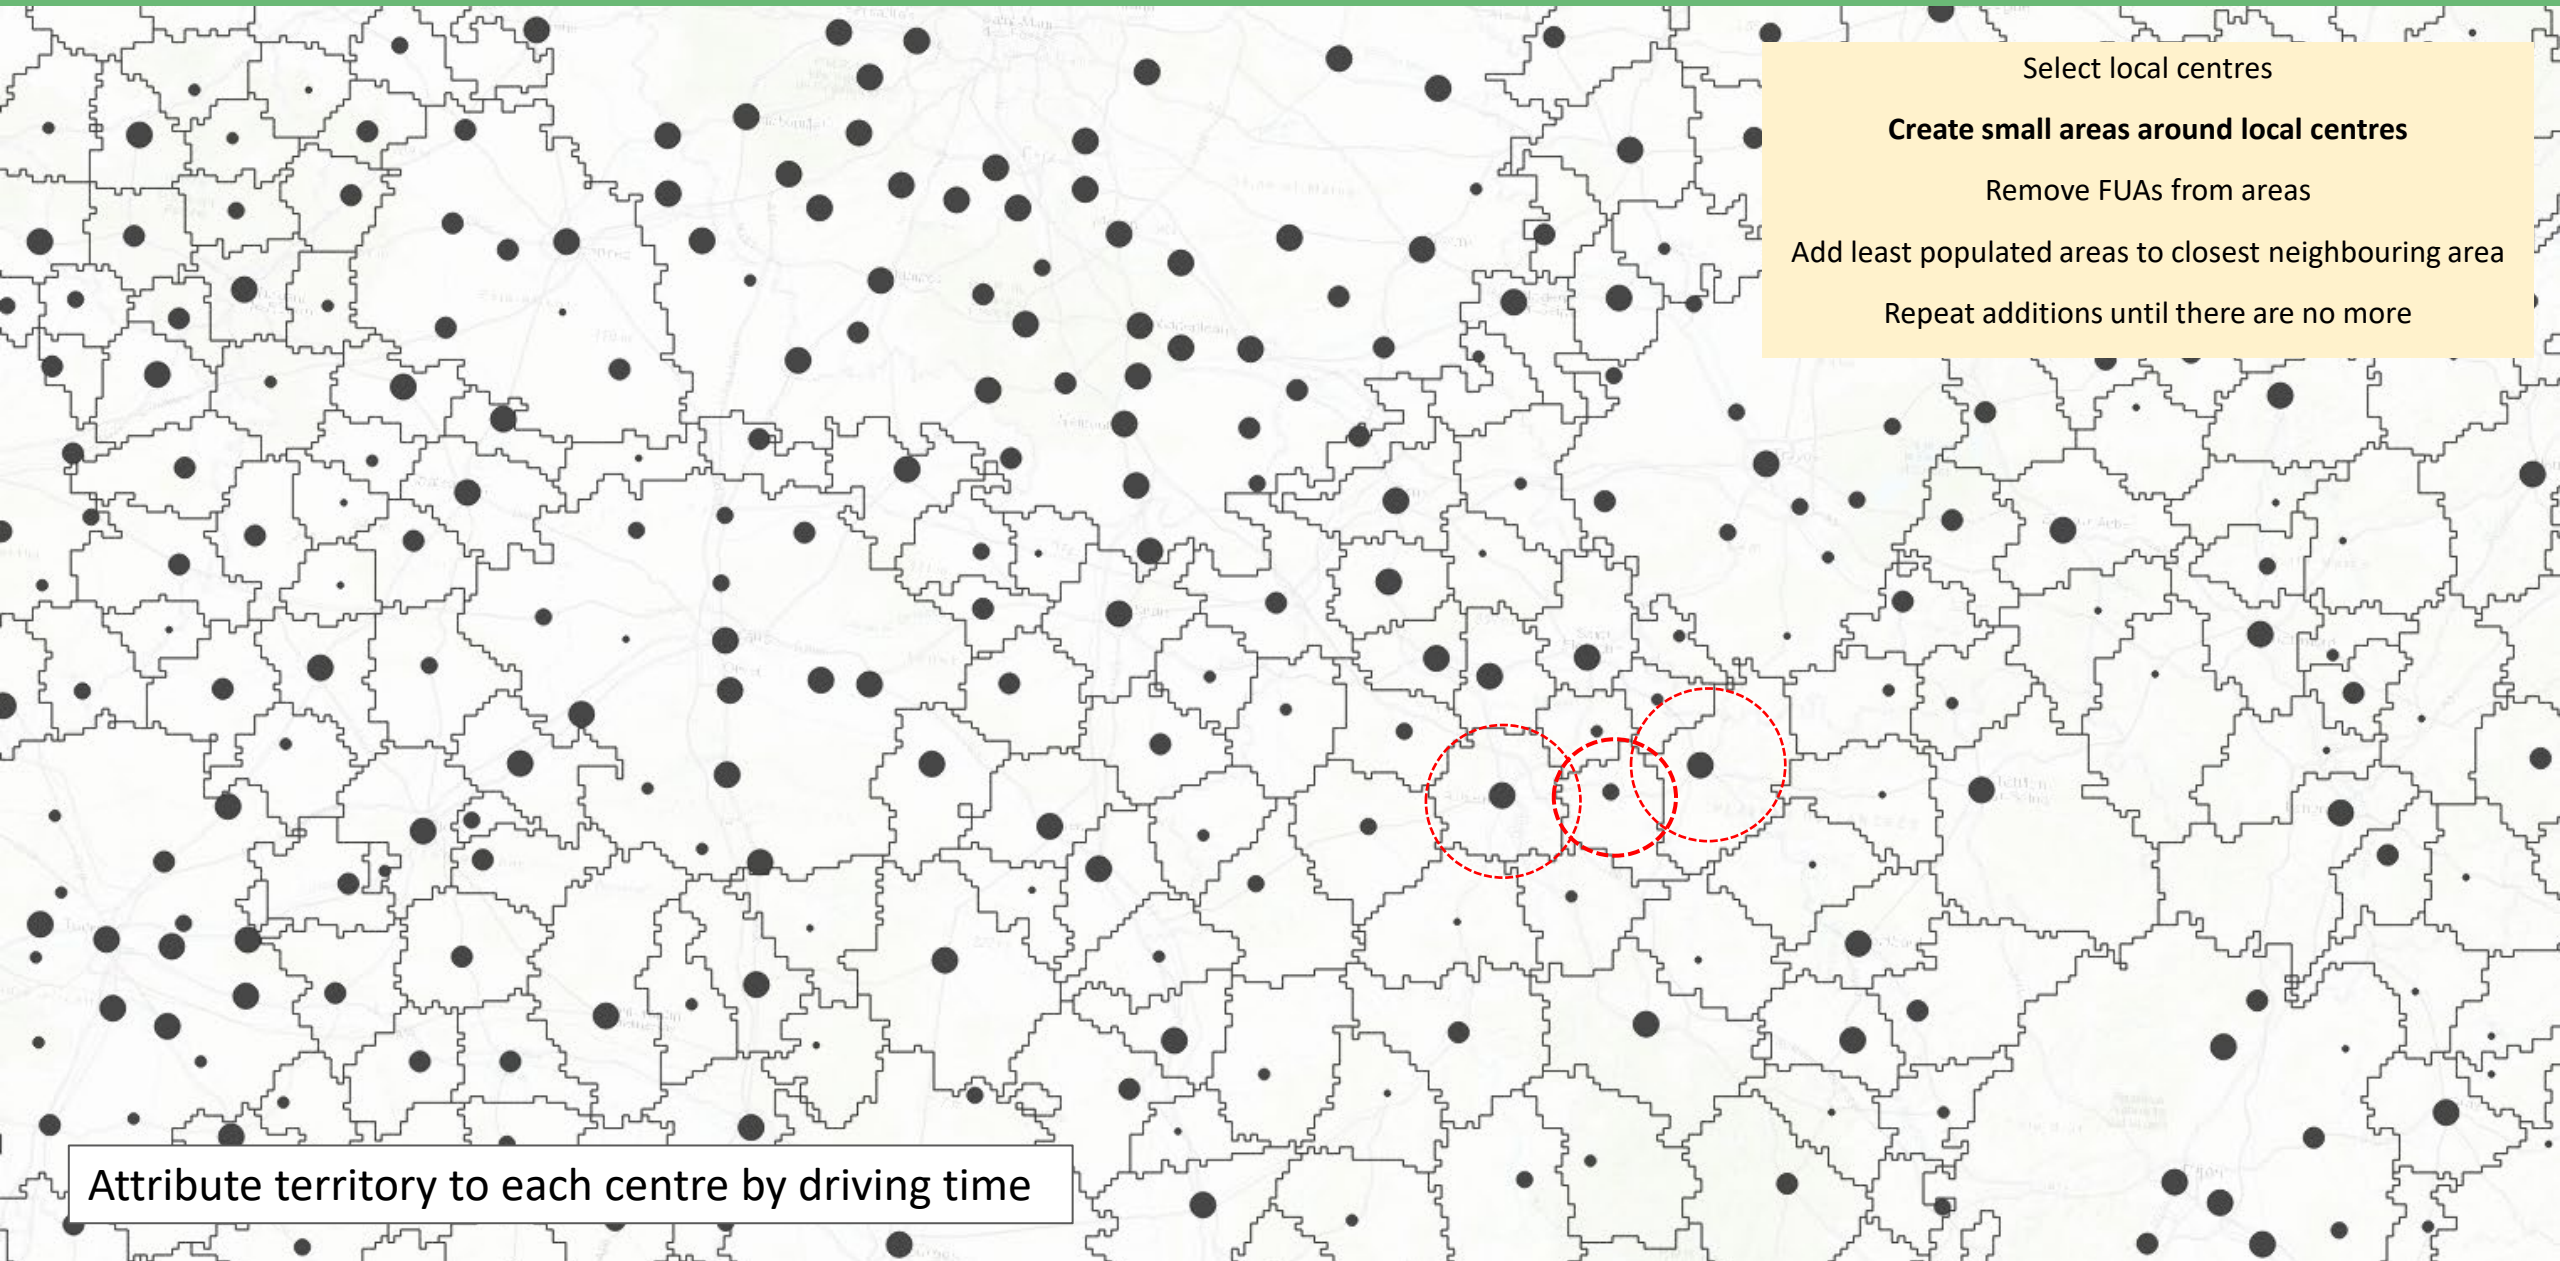 Select local centres
Create small areas around local centres
Remove FUAs from areas
Add least populated areas to closest neighbouring area
Repeat additions until there are no more
Attribute territory to each centre by driving time